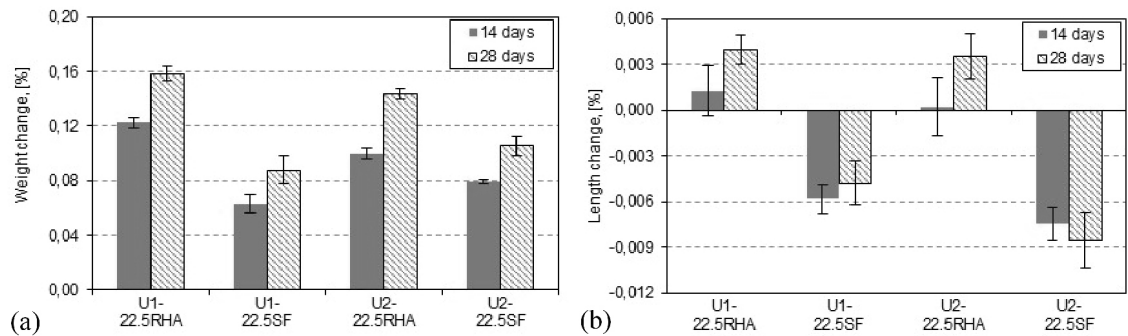 0,20
0,16
0,12
0,08
0,04
0,00
Weight change, [%]
14 days
28 days
U1-
22.5RHA
U1-
22.5SF
U2-
22.5RHA
U2-
22.5SF
(a)
0,006
0,003
0,000
-0,003
-0,006
-0,009
-0,012
Length change, [%]
14 days
28 days
U1-
22.5RHA
U1-
22.5SF
U2-
22.5RHA
U2-
22.5SF
(b)